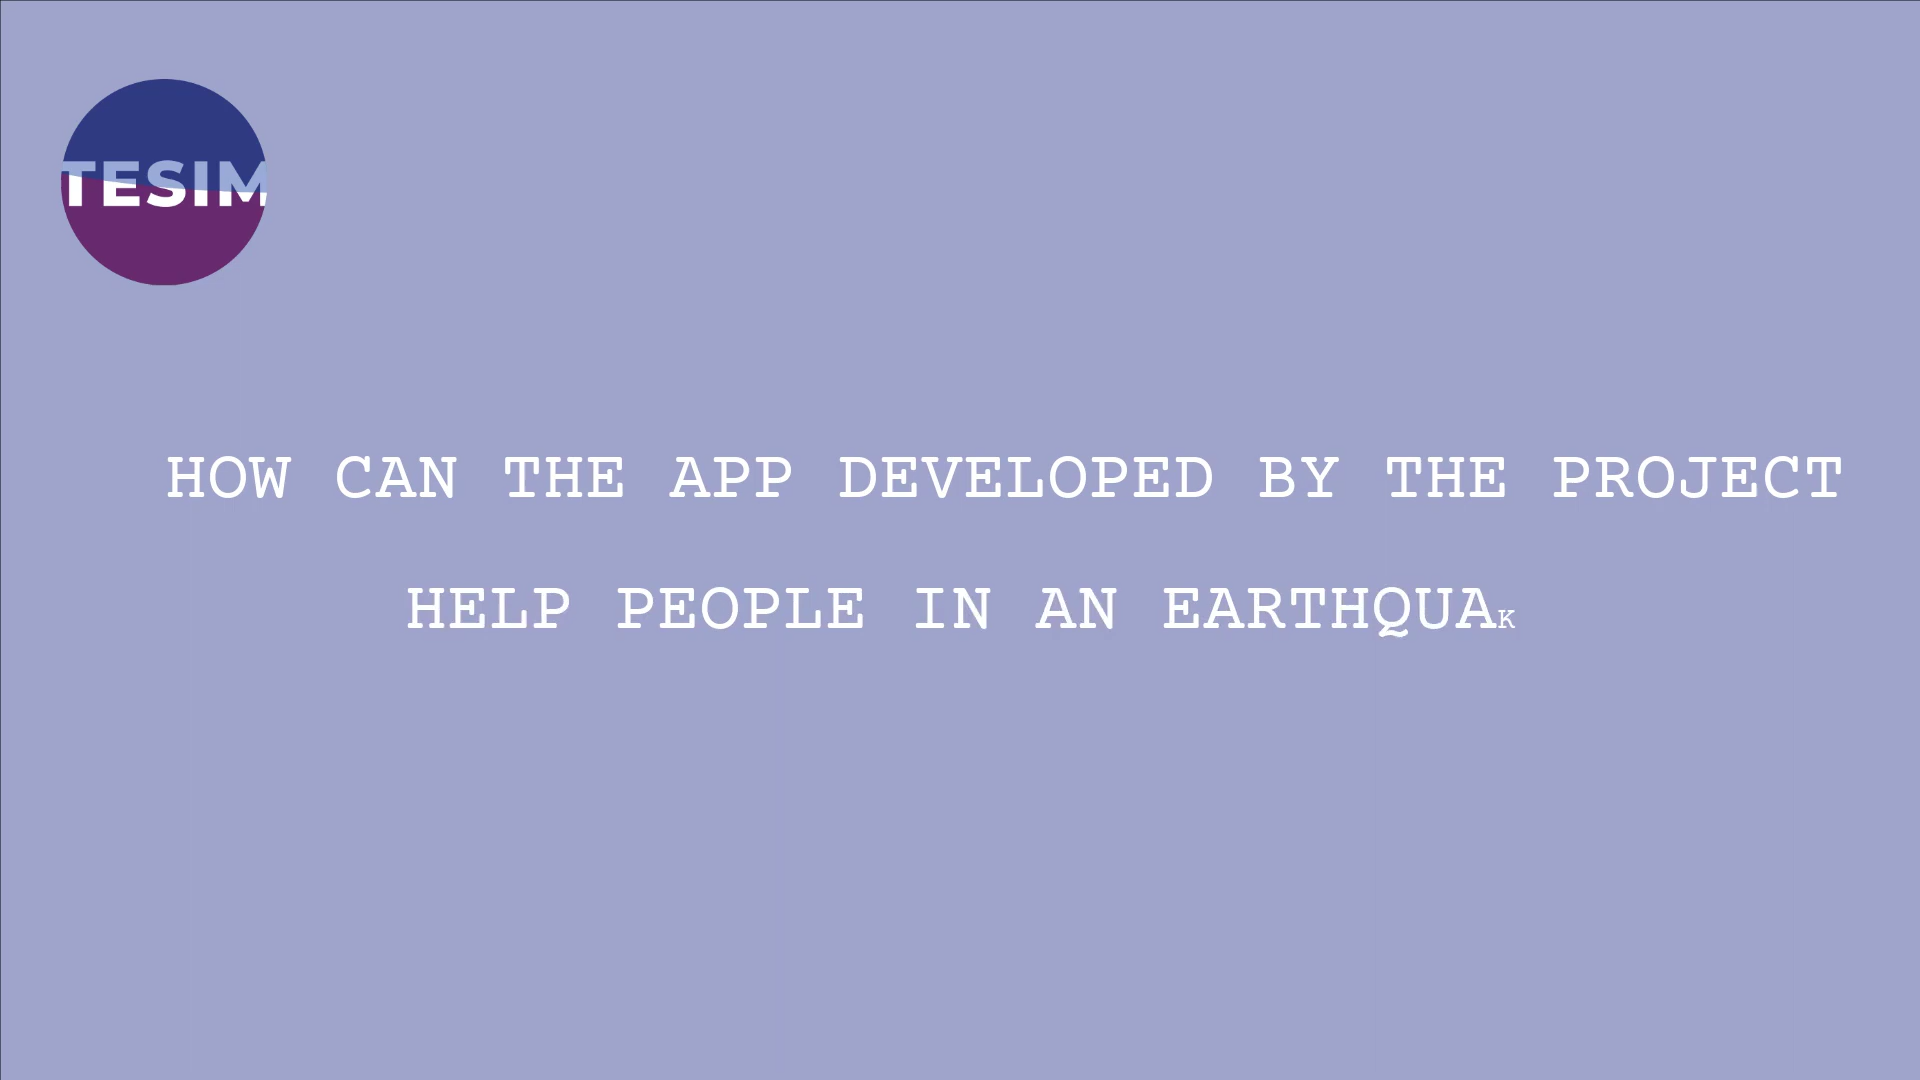 TESIM
HOW CAN THE APP DEVELOPED BY THE PROJECT
HELP PEOPLE IN AN EARTHQUAK